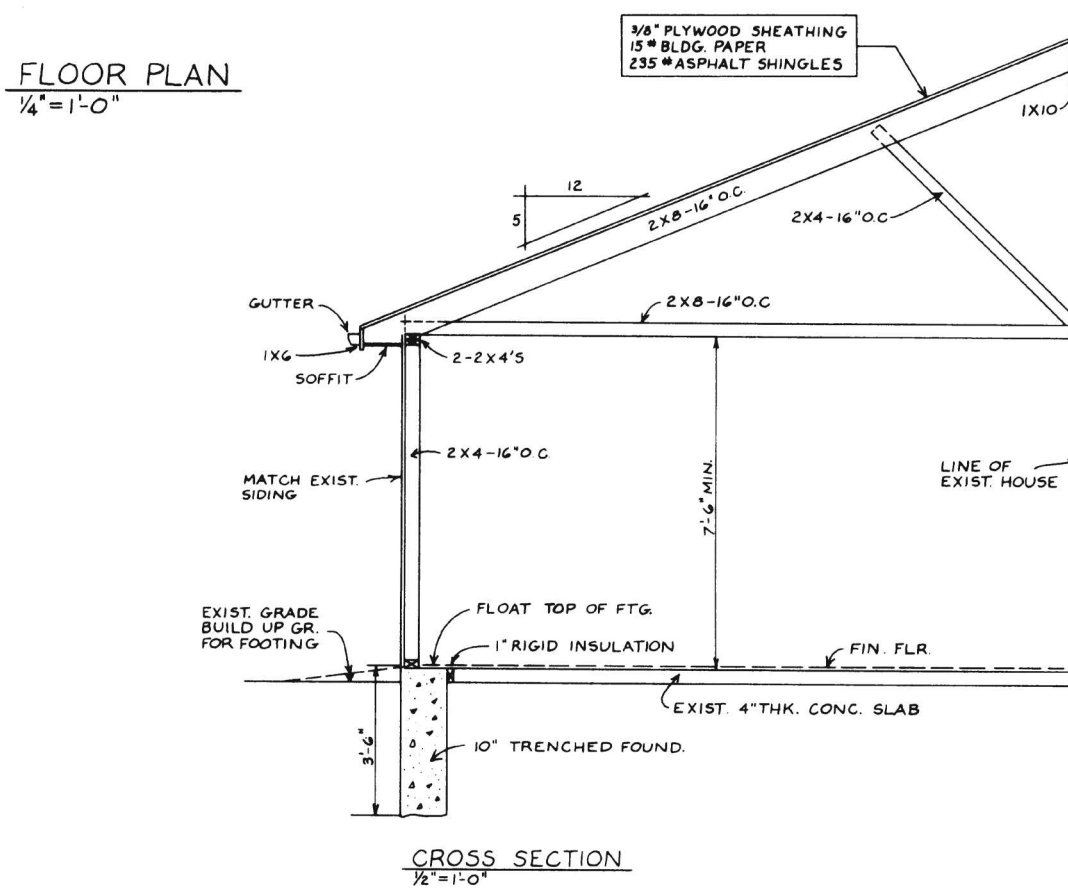 FLOOR PLAN
1/4"=1'-0"
3/8" PLYWOOD SHEATHING
15# BLDG. PAPER
235# ASPHALT SHINGLES
1X10
12
5
2X8-16"O.C.
2X4-16"O.C
GUTTER
2X8-16"O.C
1X6
SOFFIT
2-2X4'S
2X4-16"O.C.
MATCH EXIST.
SIDING
7'-6" MIN.
LINE OF
EXIST. HOUSE
EXIST. GRADE
BUILD UP GR.
FOR FOOTING
FLOAT TOP OF FTG.
1" RIGID INSULATION
FIN. FLR.
EXIST. 4" THK. CONC. SLAB
3'-6"
10" TRENCHED FOUND.
CROSS SECTION
1/2"=1'-0"